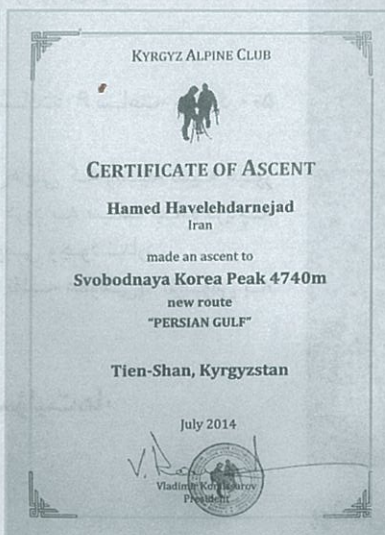 KYRGYZ ALPINE CLUB
CERTIFICATE OF ASCENT
Hamed Havelehdarnejad
Iran
made an ascent to
Svobodnaya Korea Peak 4740m
new route
"PERSIAN GULF"
Tien-Shan, Kyrgyzstan
July 2014
Vladimir
President